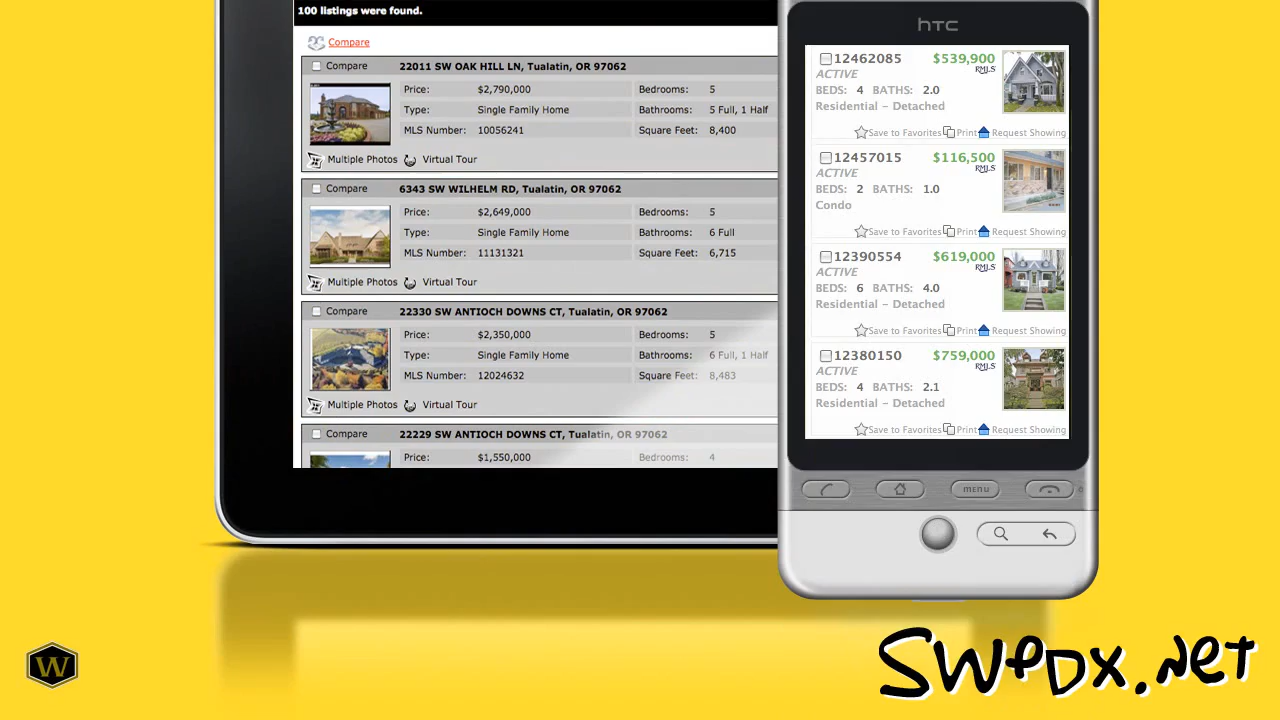 100 listings were found.
Compare
Compare 22011 SW OAK HILL LN, Tualatin, OR 97062
Price: $2,790,000 Bedrooms: 5
Type: Single Family Home Bathrooms: 5 Full, 1 Half
MLS Number: 10056241 Square Feet: 8,400
Multiple Photos Virtual Tour
Compare 6343 SW WILHELM RD, Tualatin, OR 97062
Price: $2,649,000 Bedrooms: 5
Type: Single Family Home Bathrooms: 6 Full
MLS Number: 11131321 Square Feet: 6,715
Multiple Photos Virtual Tour
Compare 22330 SW ANTIOCH DOWNS CT, Tualatin, OR 97062
Price: $2,350,000 Bedrooms: 5
Type: Single Family Home Bathrooms: 6 Full, 1 Half
MLS Number: 12024632 Square Feet: 8,483
Multiple Photos Virtual Tour
Compare 22229 SW ANTIOCH DOWNS CT, Tualatin, OR 97062
Price: $1,550,000 Bedrooms: 4
hTC
12462085 $539,900
ACTIVE RMLS
BEDS: 4 BATHS: 2.0
Residential – Detached
Save to Favorites Print Request Showing
12457015 $116,500
ACTIVE RMLS
BEDS: 2 BATHS: 1.0
Condo
Save to Favorites Print Request Showing
12390554 $619,000
ACTIVE RMLS
BEDS: 6 BATHS: 4.0
Residential – Detached
Save to Favorites Print Request Showing
12380150 $759,000
ACTIVE RMLS
BEDS: 4 BATHS: 2.1
Residential – Detached
Save to Favorites Print Request Showing
MENU
W
SWPDX.NET